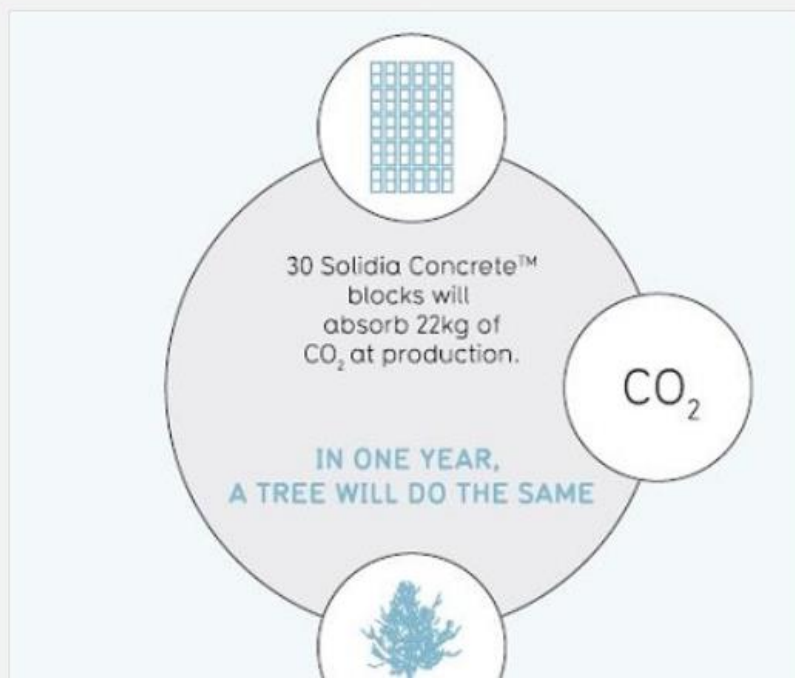 30 Solidia Concrete™
blocks will
absorb 22kg of
CO₂ at production.
CO₂
IN ONE YEAR,
A TREE WILL DO THE SAME